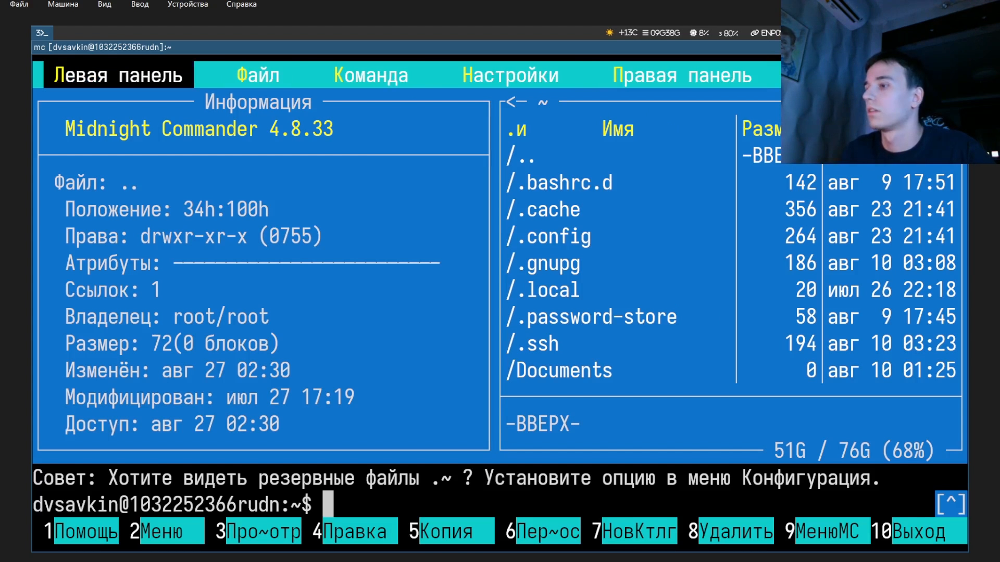 Файл Машина Вид Ввод Устройства Справка
3>_ +13C 09G38G 8% 3 80%
mc [dvsavkin@1032252366rudn]:~
Левая панель Файл Команда Настройки Правая панель
Информация
Midnight Commander 4.8.33
Файл: ..
Положение: 34h:100h
Права: drwxr-xr-x (0755)
Атрибуты: -------------------------
Ссылок: 1
Владелец: root/root
Размер: 72(0 блоков)
Изменён: авг 27 02:30
Модифицирован: июл 27 17:19
Доступ: авг 27 02:30
<─ ~
.и Имя
/..
/.bashrc.d 142 авг 9 17:51
/.cache 356 авг 23 21:41
/.config 264 авг 23 21:41
/.gnupg 186 авг 10 03:08
/.local 20 июл 26 22:18
/.password-store 58 авг 9 17:45
/.ssh 194 авг 10 03:23
/Documents 0 авг 10 01:25
-ВВЕРХ-
51G / 76G (68%)
Совет: Хотите видеть резервные файлы .~ ? Установите опцию в меню Конфигурация.
dvsavkin@1032252366rudn:~$ [^]
1Помощь 2Меню 3Про~отр 4Правка 5Копия 6Пер~ос 7НовКтлг 8Удалить 9МенюMC 10Выход